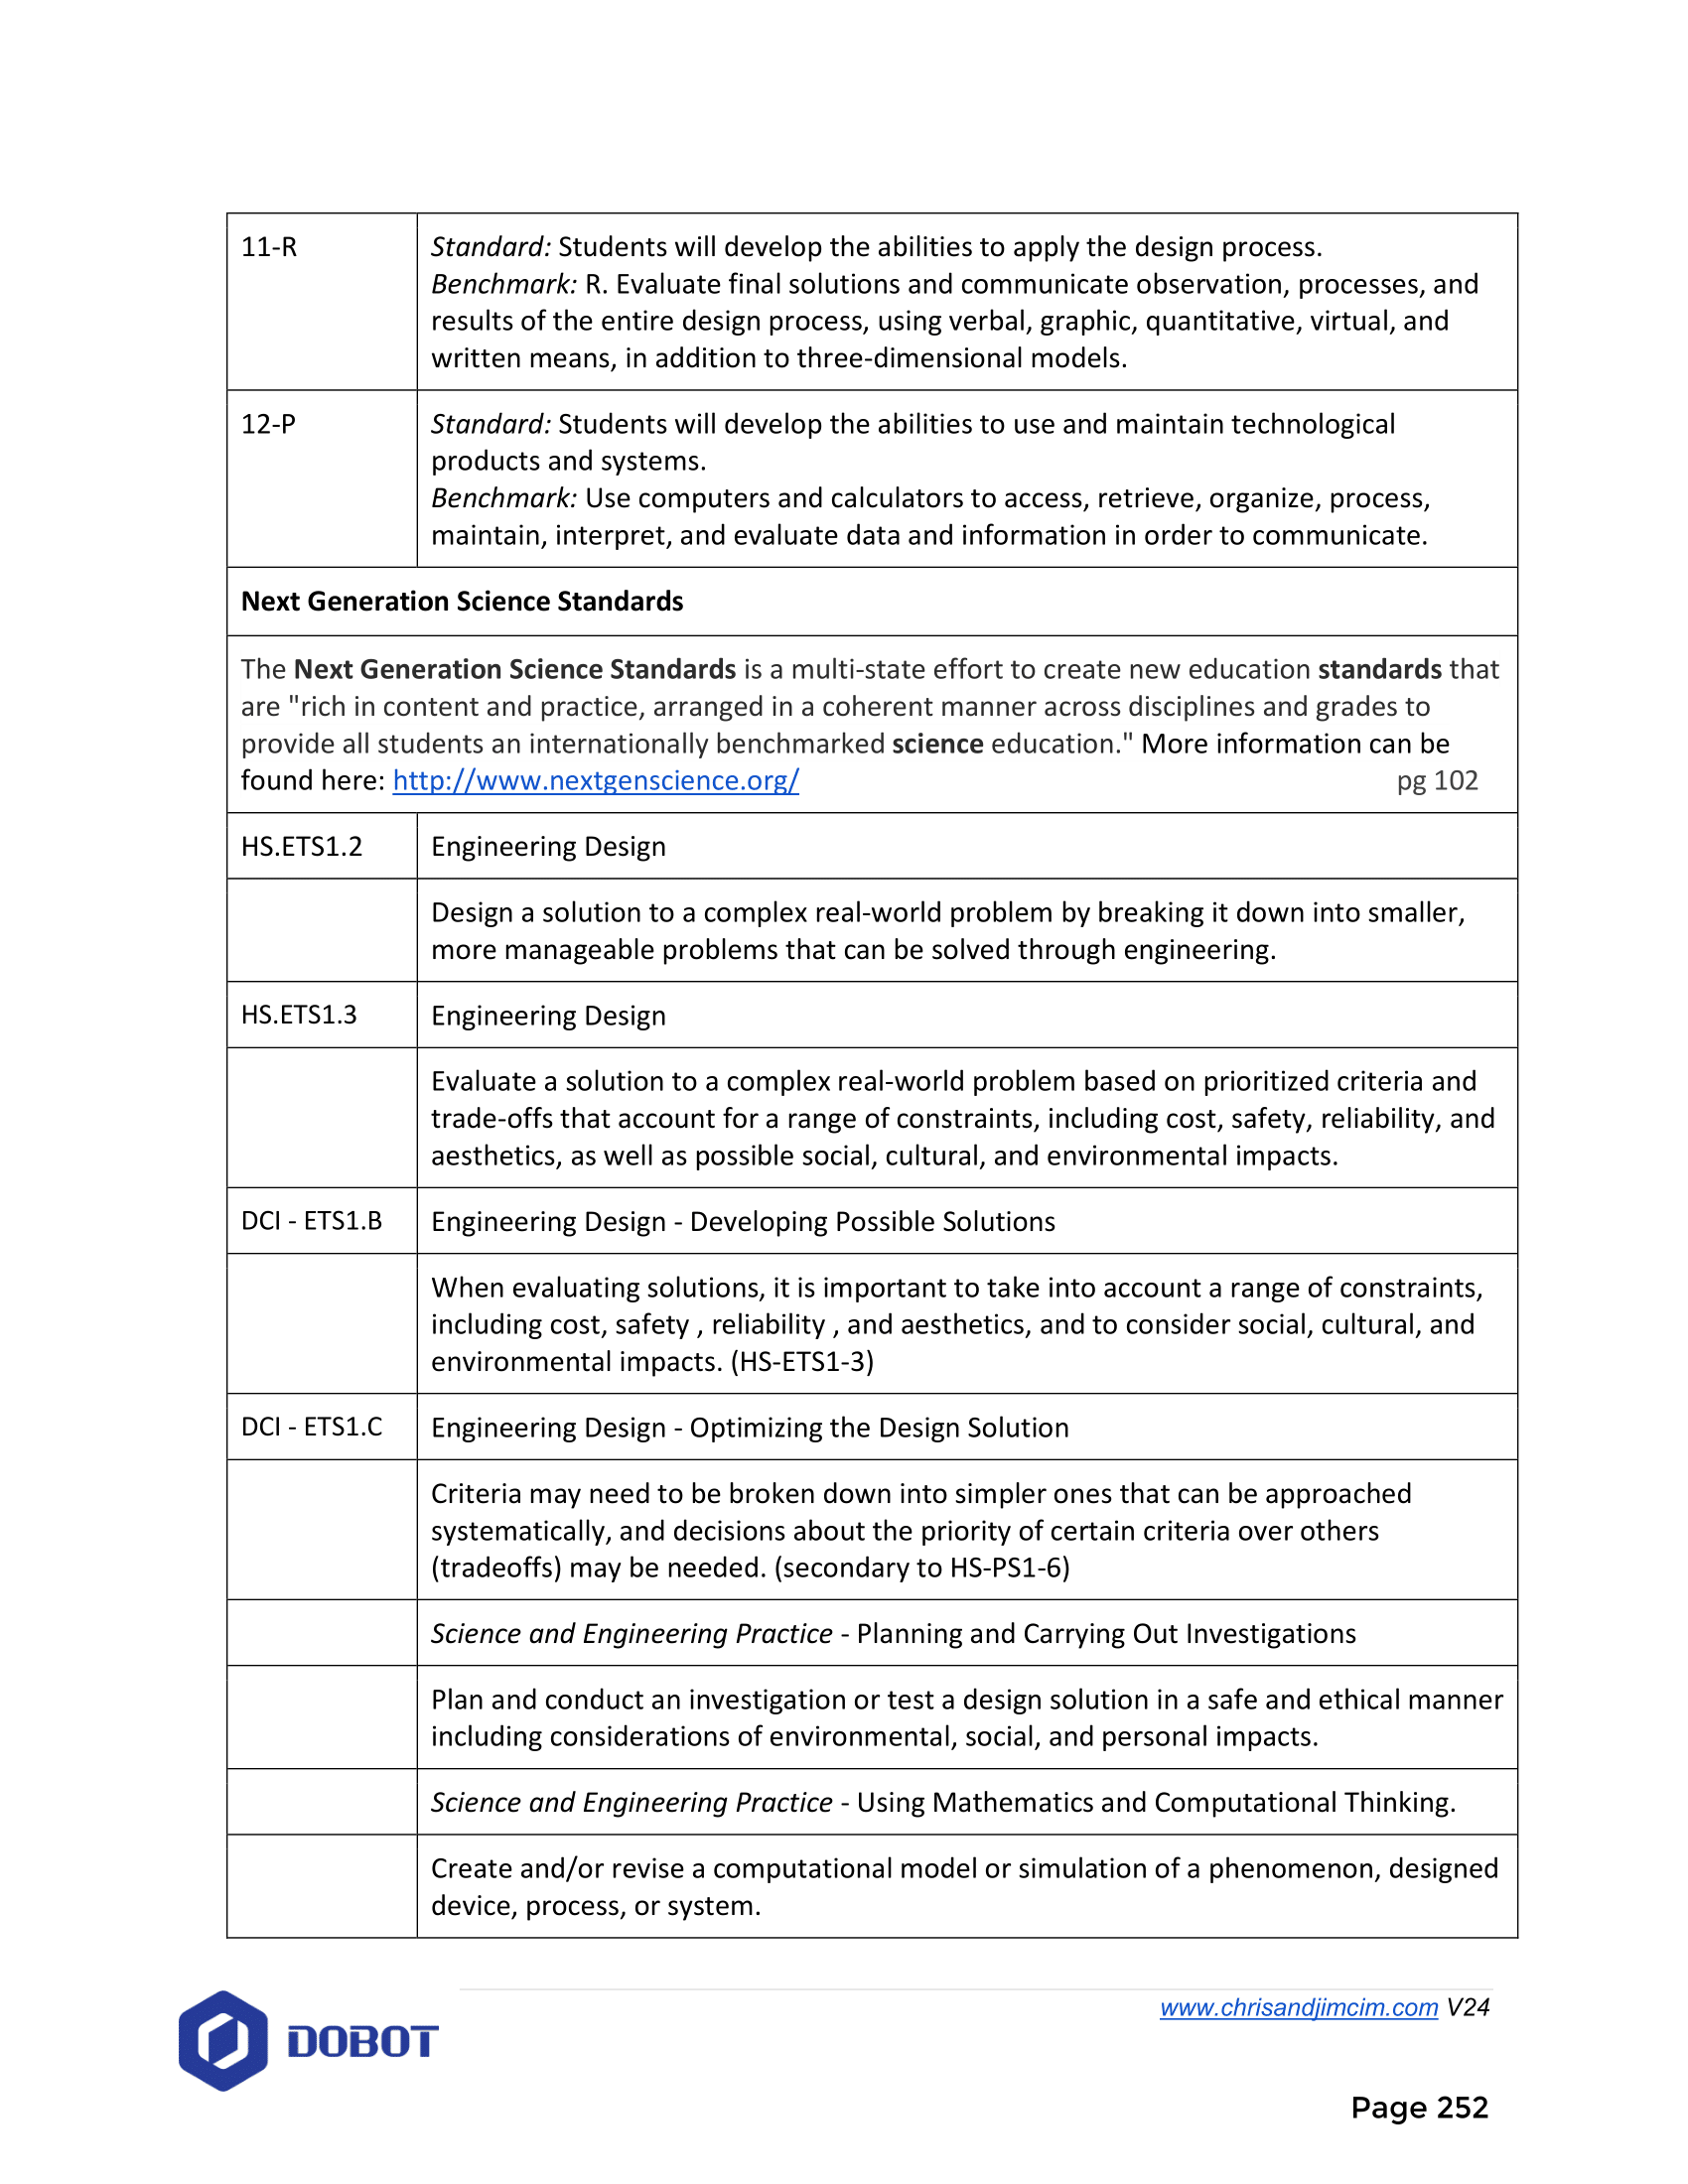 11-R
Standard: Students will develop the abilities to apply the design process.
Benchmark: R. Evaluate final solutions and communicate observation, processes, and
results of the entire design process, using verbal, graphic, quantitative, virtual, and
written means, in addition to three-dimensional models.
12-P
Standard: Students will develop the abilities to use and maintain technological
products and systems.
Benchmark: Use computers and calculators to access, retrieve, organize, process,
maintain, interpret, and evaluate data and information in order to communicate.
Next Generation Science Standards
The Next Generation Science Standards is a multi-state effort to create new education standards that
are "rich in content and practice, arranged in a coherent manner across disciplines and grades to
provide all students an internationally benchmarked science education." More information can be
found here: http://www.nextgenscience.org/ pg 102
HS.ETS1.2
Engineering Design
Design a solution to a complex real-world problem by breaking it down into smaller,
more manageable problems that can be solved through engineering.
HS.ETS1.3
Engineering Design
Evaluate a solution to a complex real-world problem based on prioritized criteria and
trade-offs that account for a range of constraints, including cost, safety, reliability, and
aesthetics, as well as possible social, cultural, and environmental impacts.
DCI - ETS1.B
Engineering Design - Developing Possible Solutions
When evaluating solutions, it is important to take into account a range of constraints,
including cost, safety , reliability , and aesthetics, and to consider social, cultural, and
environmental impacts. (HS-ETS1-3)
DCI - ETS1.C
Engineering Design - Optimizing the Design Solution
Criteria may need to be broken down into simpler ones that can be approached
systematically, and decisions about the priority of certain criteria over others
(tradeoffs) may be needed. (secondary to HS-PS1-6)
Science and Engineering Practice - Planning and Carrying Out Investigations
Plan and conduct an investigation or test a design solution in a safe and ethical manner
including considerations of environmental, social, and personal impacts.
Science and Engineering Practice - Using Mathematics and Computational Thinking.
Create and/or revise a computational model or simulation of a phenomenon, designed
device, process, or system.
www.chrisandjimcim.com V24
DOBOT
Page 252